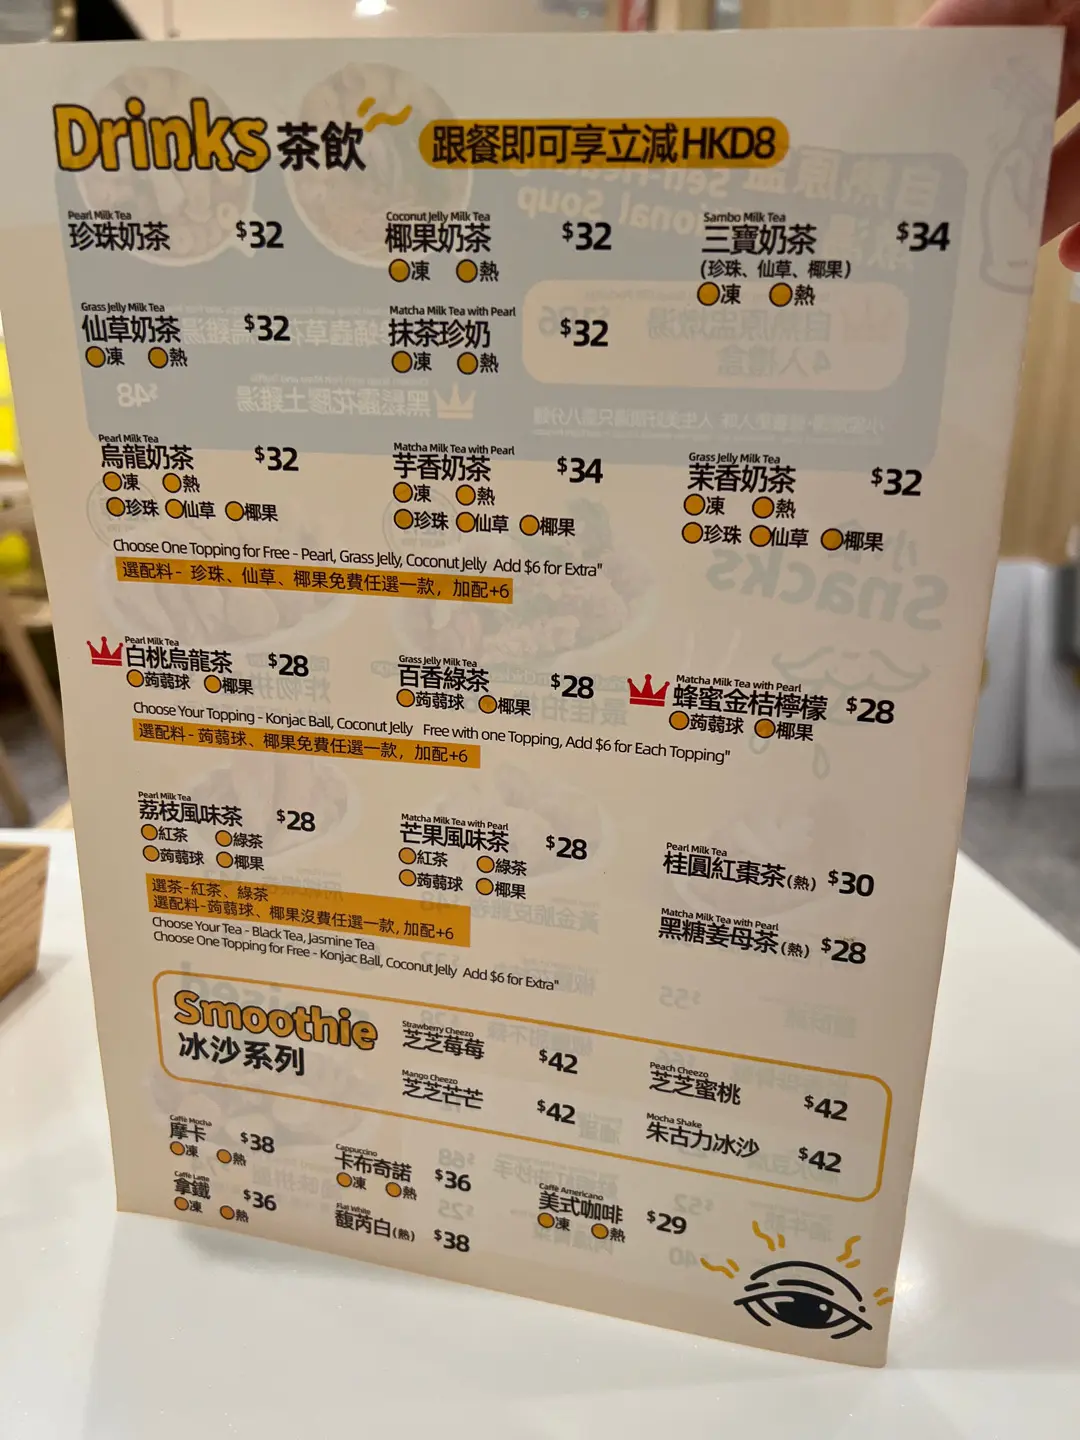 Drinks 茶飲 跟餐即可享立減HKD8
Pearl Milk Tea
珍珠奶茶 $32
Coconut Jelly Milk Tea
椰果奶茶 $32
凍 熱
Sambo Milk Tea
三寶奶茶 $34
(珍珠、仙草、椰果)
凍 熱
Grass Jelly Milk Tea
仙草奶茶 $32
凍 熱
Matcha Milk Tea with Pearl
抹茶珍奶 $32
凍 熱
Pearl Milk Tea
烏龍奶茶 $32
凍 熱
珍珠 仙草 椰果
Matcha Milk Tea with Pearl
芋香奶茶 $34
凍 熱
珍珠 仙草 椰果
Grass Jelly Milk Tea
茉香奶茶 $32
凍 熱
珍珠 仙草 椰果
Choose One Topping for Free - Pearl, Grass Jelly, Coconut Jelly Add $6 for Extra"
選配料- 珍珠、仙草、椰果免費任選一款，加配+6
Pearl Milk Tea
白桃烏龍茶 $28
蒟蒻球 椰果
Grass Jelly Milk Tea
百香綠茶 $28
蒟蒻球 椰果
Matcha Milk Tea with Pearl
蜂蜜金桔檸檬 $28
蒟蒻球 椰果
Choose Your Topping - Konjac Ball, Coconut Jelly Free with one Topping, Add $6 for Each Topping"
選配料- 蒟蒻球、椰果免費任選一款，加配+6
Pearl Milk Tea
荔枝風味茶 $28
紅茶 綠茶
蒟蒻球 椰果
Matcha Milk Tea with Pearl
芒果風味茶 $28
紅茶 綠茶
蒟蒻球 椰果
Pearl Milk Tea
桂圓紅棗茶(熱) $30
Matcha Milk Tea with Pearl
黑糖姜母茶(熱) $28
選茶-紅茶、綠茶
選配料-蒟蒻球、椰果沒費任選一款, 加配+6
Choose Your Tea - Black Tea, Jasmine Tea
Choose One Topping for Free - Konjac Ball, Coconut Jelly Add $6 for Extra"
Smoothie
冰沙系列
Strawberry Cheezo
芝芝莓莓 $42
Peach Cheezo
芝芝蜜桃 $42
Mango Cheezo
芝芝芒芒 $42
Mocha Shake
朱古力冰沙 $42
Caffè Mocha
摩卡 $38
凍 熱
Cappuccino
卡布奇諾 $36
凍 熱
Caffè Americano
美式咖啡 $29
凍 熱
Caffè Latte
拿鐵 $36
凍 熱
Flat White
馥芮白(熱) $38